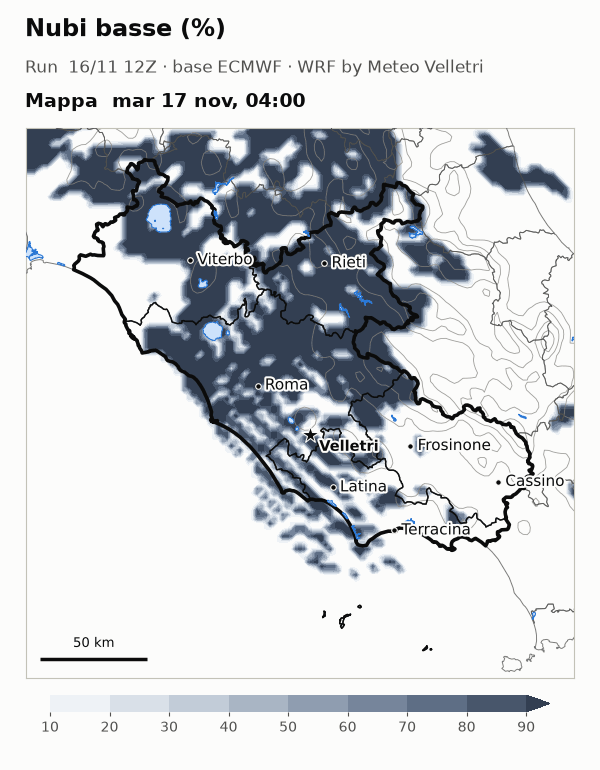 Nubi basse (%)
Run  16/11 12Z · base ECMWF · WRF by Meteo Velletri
Mappa  mar 17 nov, 04:00
Viterbo
Rieti
Roma
Velletri
Frosinone
Latina
Cassino
Terracina
50 km
10 20 30 40 50 60 70 80 90